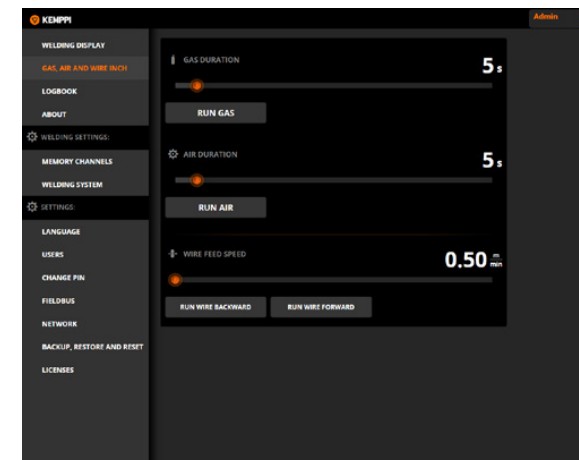 KEMPPI
Admin
WELDING DISPLAY
GAS, AIR AND WIRE INCH
LOGBOOK
ABOUT
WELDING SETTINGS:
MEMORY CHANNELS
WELDING SYSTEM
SETTINGS:
LANGUAGE
USERS
CHANGE PIN
FIELDBUS
NETWORK
BACKUP, RESTORE AND RESET
LICENSES
GAS DURATION
5 s
RUN GAS
AIR DURATION
5 s
RUN AIR
WIRE FEED SPEED
0.50 m/min
RUN WIRE BACKWARD
RUN WIRE FORWARD